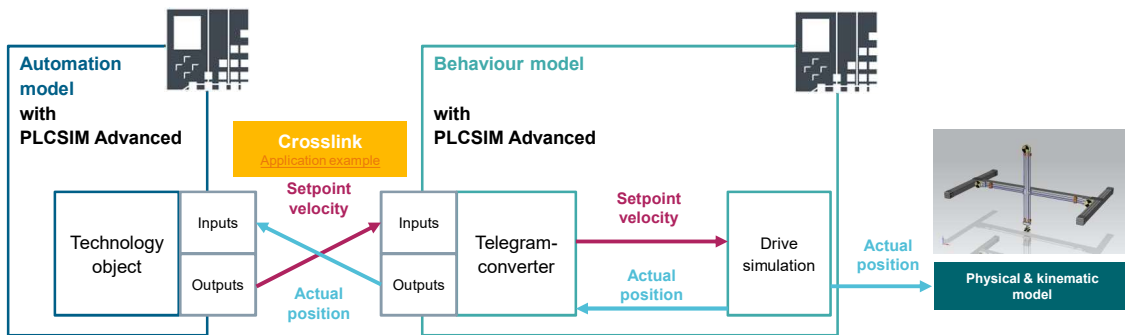 Automation
model
with
PLCSIM Advanced
Behaviour model
with
PLCSIM Advanced
Crosslink
Application example
Setpoint
velocity
Setpoint
velocity
Technology
object
Inputs
Outputs
Inputs
Outputs
Telegram-
converter
Drive
simulation
Actual
position
Actual
position
Actual
position
Physical & kinematic
model